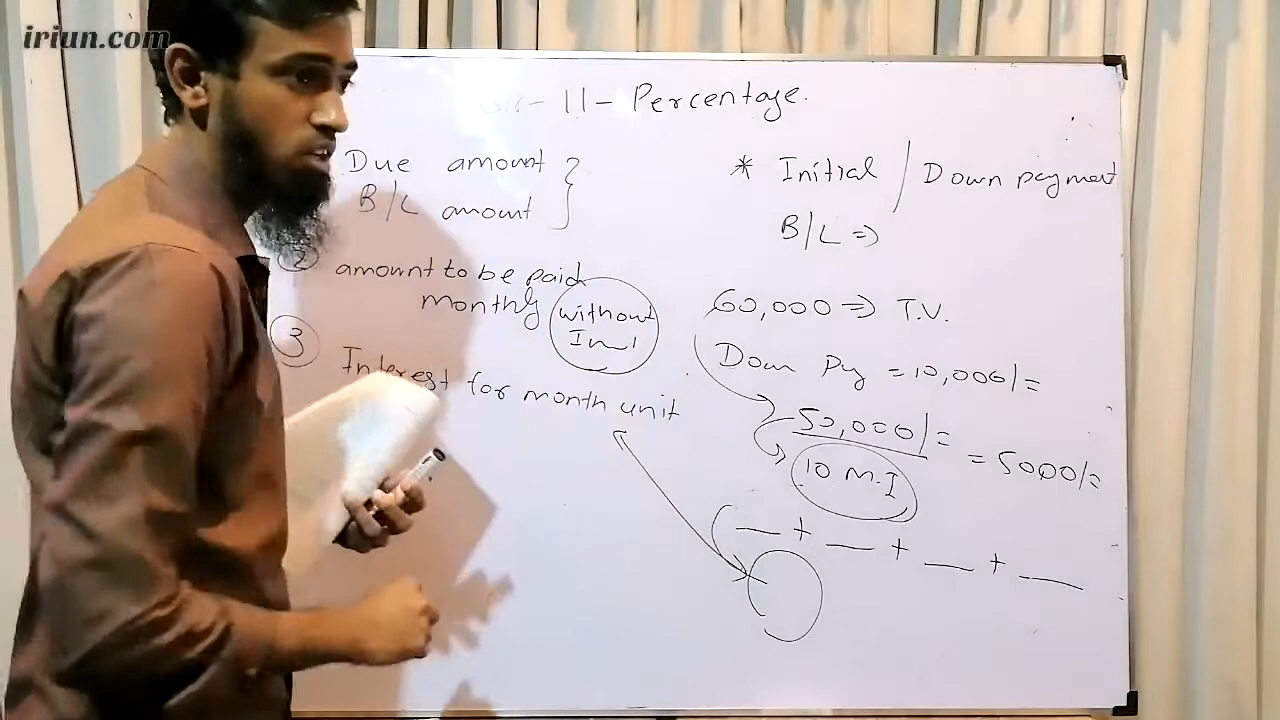 iriun.com
11 - Percentage.
Due amount
B/L amount
2 amount to be paid
monthly without
Int
3 Interest for month unit
* Initial / Down payment
B/L ⇒
60,000 ⇒ T.V.
Down Pay = 10,000/=
50,000/=
10 M.I = 5000/=
— + — + — + —